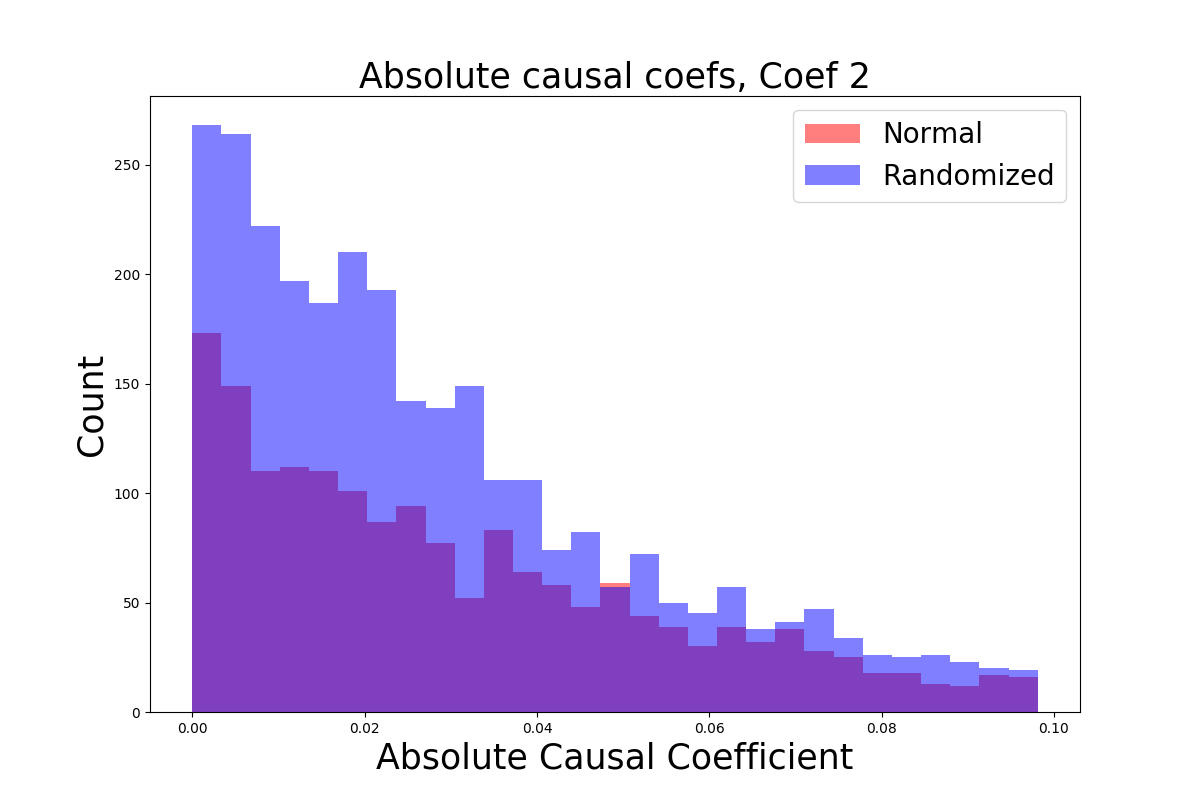 Absolute causal coefs, Coef 2
Normal
Randomized
250
200
150
100
50
0
Count
0.00 0.02 0.04 0.06 0.08 0.10
Absolute Causal Coefficient